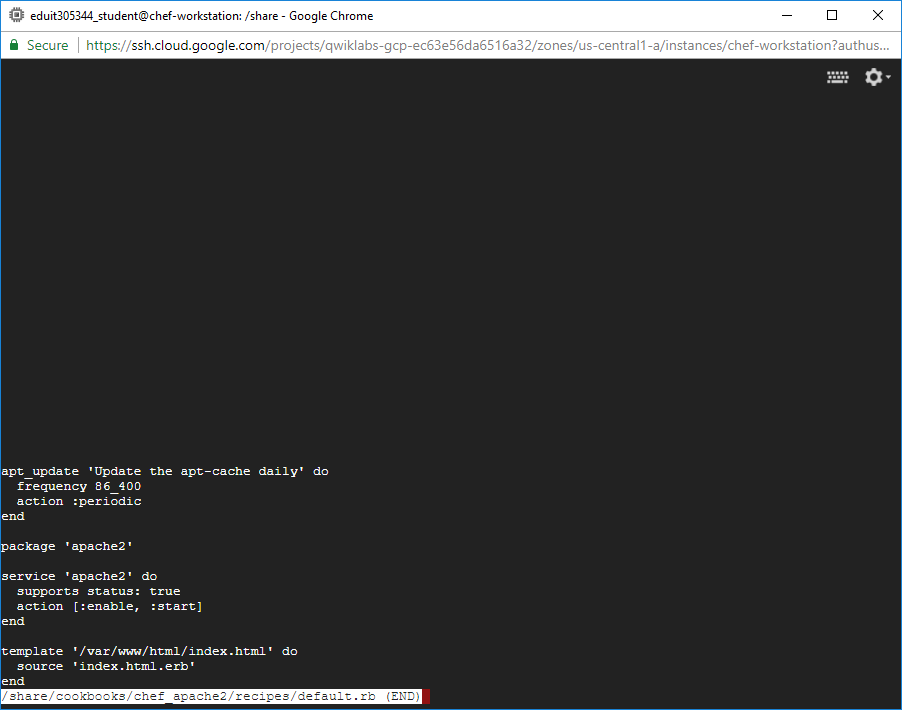 eduit305344_student@chef-workstation: /share - Google Chrome
Secure https://ssh.cloud.google.com/projects/qwiklabs-gcp-ec63e56da6516a32/zones/us-central1-a/instances/chef-workstation?authus...
apt_update 'Update the apt-cache daily' do
  frequency 86_400
  action :periodic
end
package 'apache2'
service 'apache2' do
  supports status: true
  action [:enable, :start]
end
template '/var/www/html/index.html' do
  source 'index.html.erb'
end
/share/cookbooks/chef_apache2/recipes/default.rb (END)